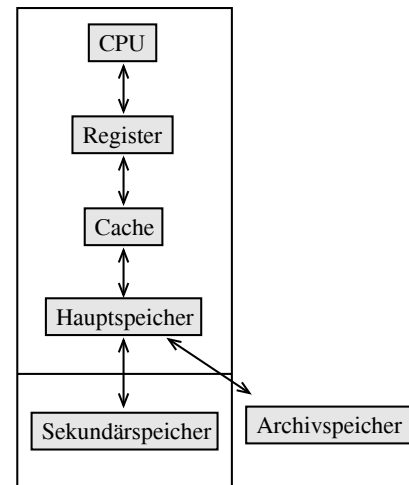 CPU
Register
Cache
Hauptspeicher
Sekundärspeicher
Archivspeicher